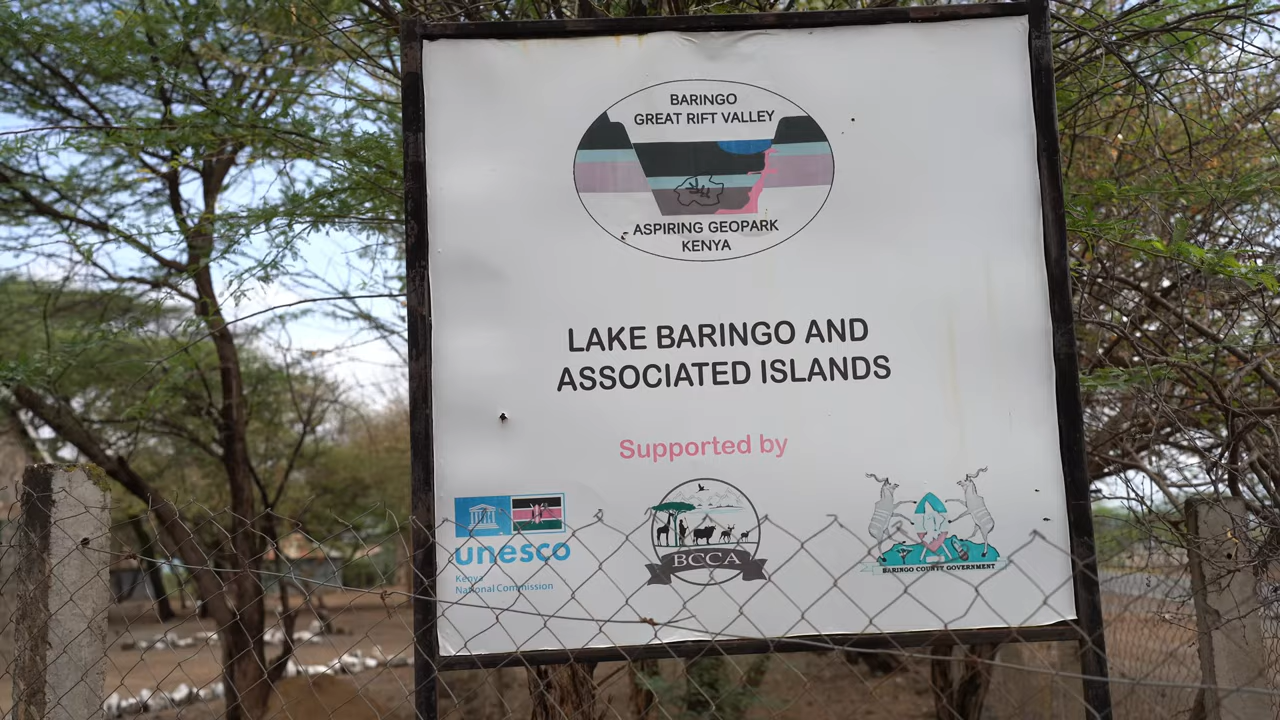 BARINGO
GREAT RIFT VALLEY
ASPIRING GEOPARK
KENYA
LAKE BARINGO AND
ASSOCIATED ISLANDS
Supported by
unesco
Kenya
National Commission
BCCA
BARINGO COUNTY GOVERNMENT